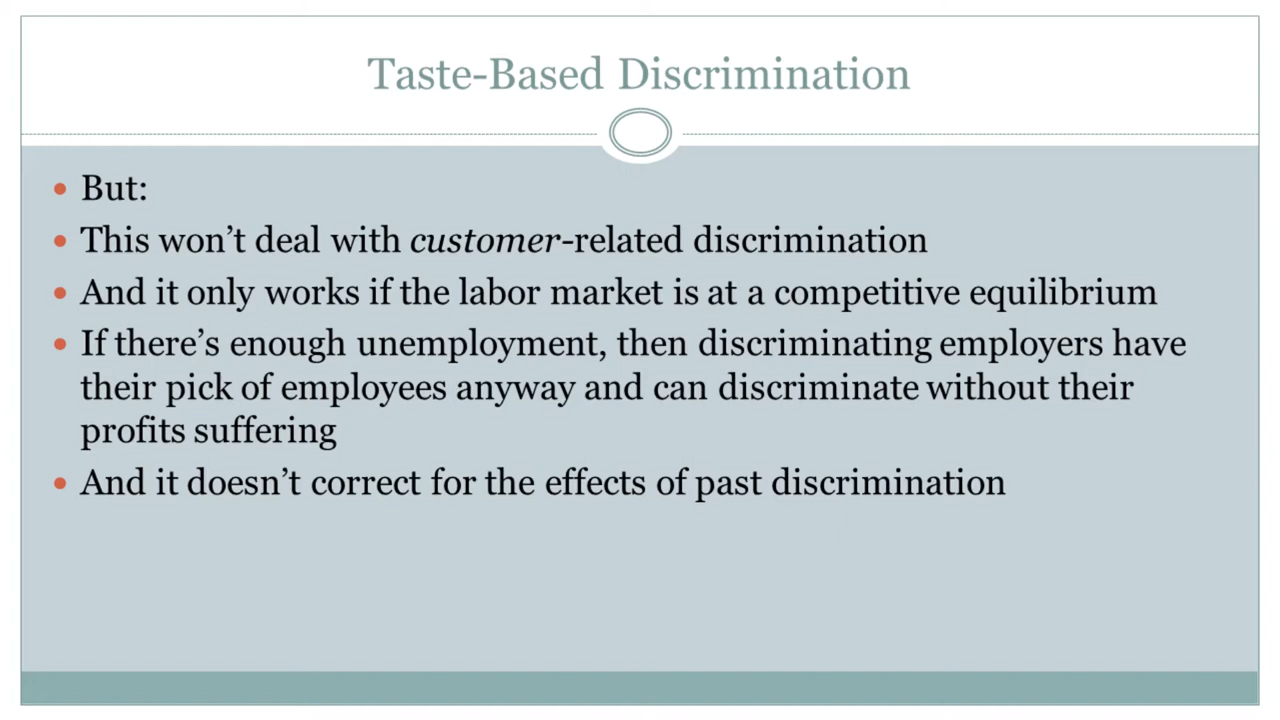 Taste-Based Discrimination
But:
This won’t deal with customer-related discrimination
And it only works if the labor market is at a competitive equilibrium
If there’s enough unemployment, then discriminating employers have
their pick of employees anyway and can discriminate without their
profits suffering
And it doesn’t correct for the effects of past discrimination